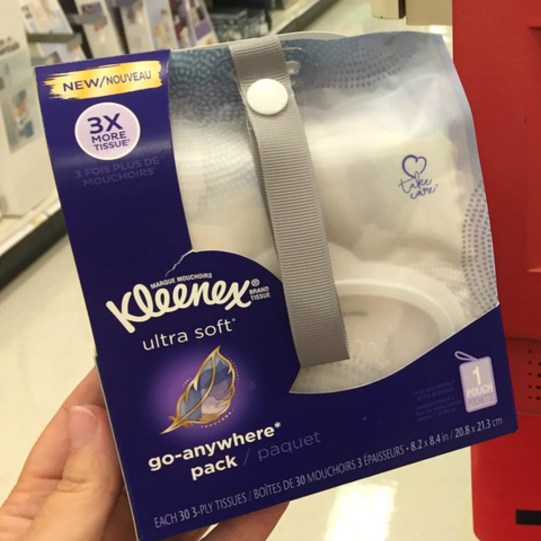 NEW/NOUVEAU
3X
MORE
TISSUE*
3 FOIS PLUS DE
MOUCHOIRS*
take
care
MARQUE MOUCHOIRS
Kleenex®
BRAND
TISSUE
ultra soft*
go-anywhere*
pack / paquet
1
POUCH
EACH 30 3-PLY TISSUES / BOÎTES DE 30 MOUCHOIRS 3 ÉPAISSEURS • 8.2 x 8.4 in / 20.8 x 21.3 cm